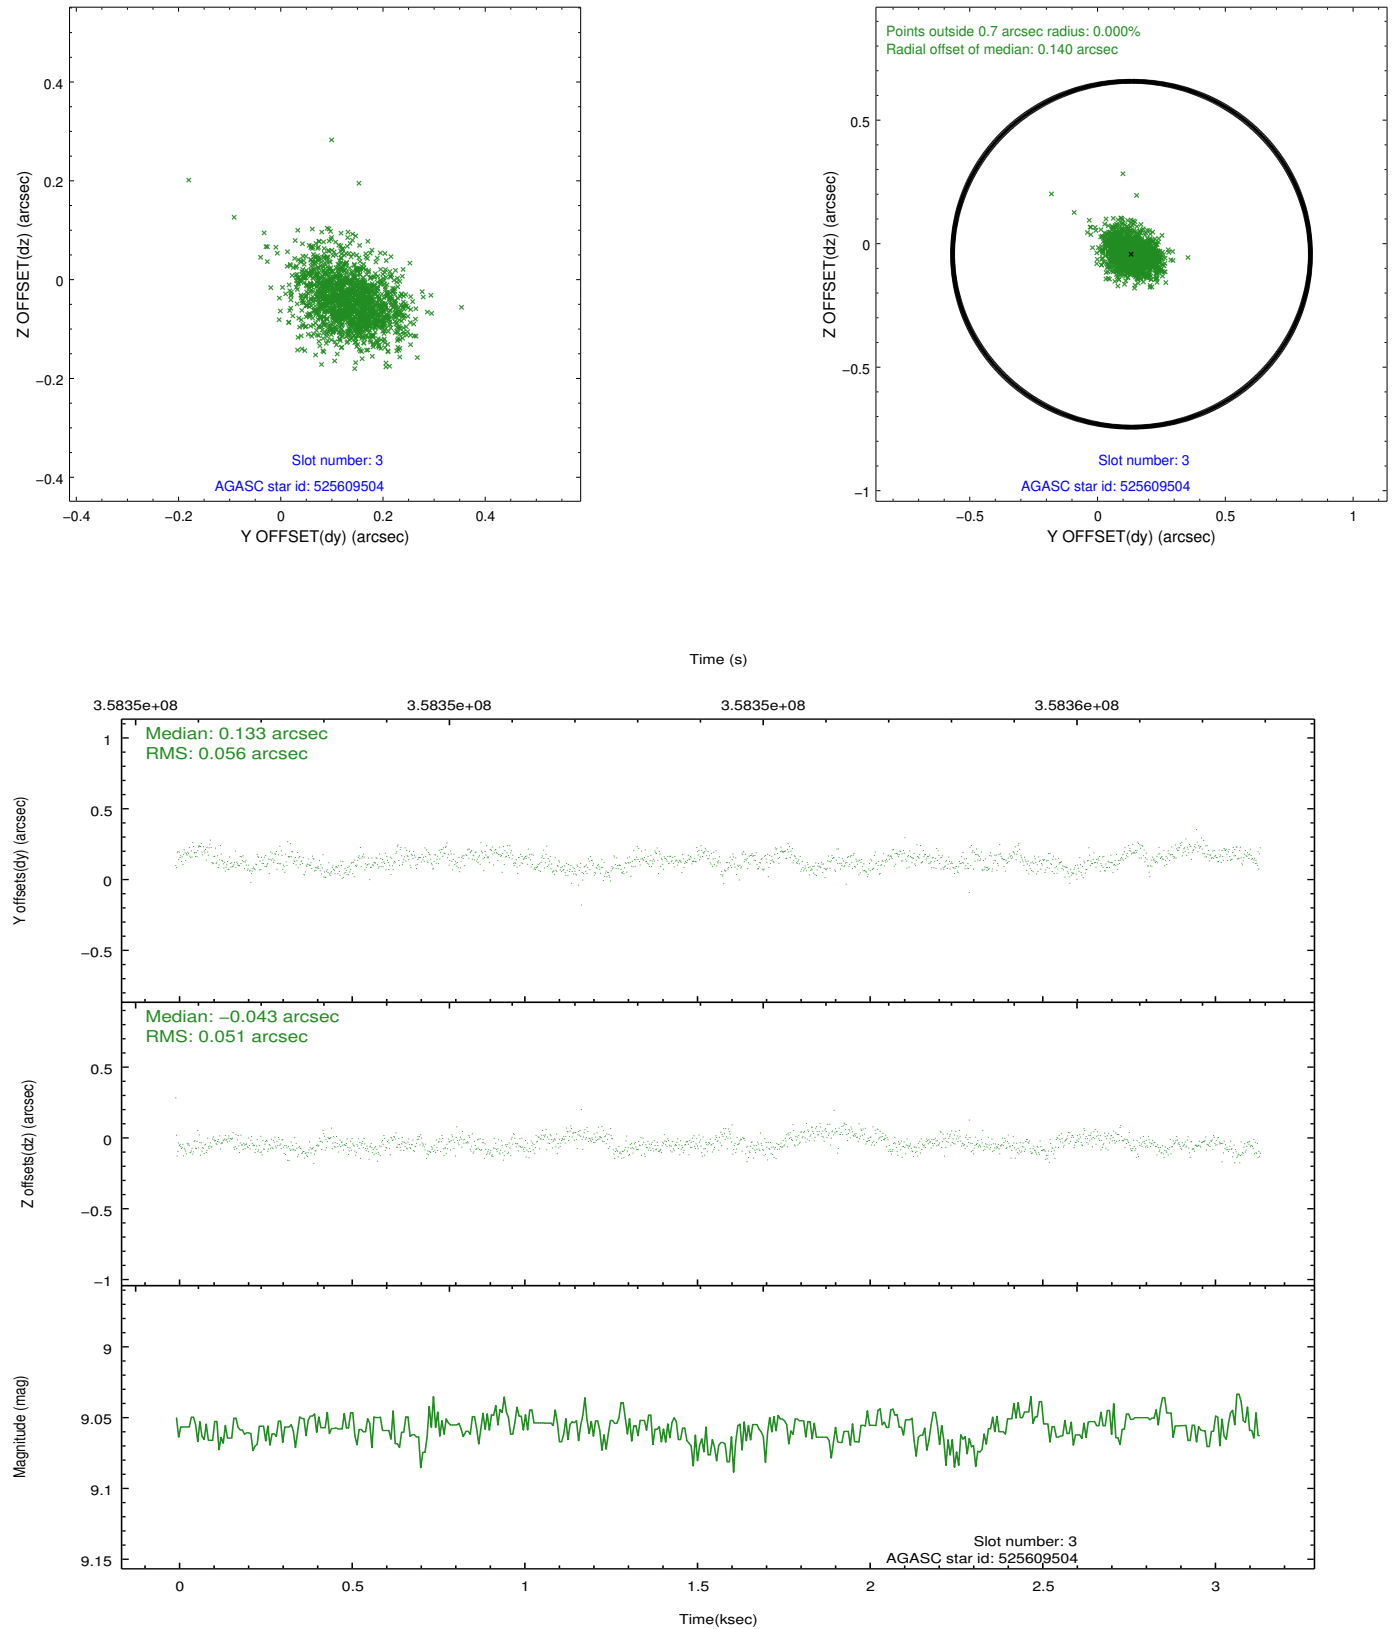 0.4
0.2
0
−0.2
−0.4
Z OFFSET(dz) (arcsec)
Slot number: 3
AGASC star id: 525609504
−0.4
−0.2
0
0.2
0.4
Y OFFSET(dy) (arcsec)
Points outside 0.7 arcsec radius: 0.000%
Radial offset of median: 0.140 arcsec
0.5
0
−0.5
−1
Z OFFSET(dz) (arcsec)
Slot number: 3
AGASC star id: 525609504
−0.5
0
0.5
1
Y OFFSET(dy) (arcsec)
Time (s)
3.5835e+08
3.5835e+08
3.5835e+08
3.5836e+08
Median: 0.133 arcsec
RMS: 0.056 arcsec
1
0.5
0
−0.5
Y offsets(dy) (arcsec)
Median: −0.043 arcsec
RMS: 0.051 arcsec
0.5
0
−0.5
−1
Z offsets(dz) (arcsec)
9
9.05
9.1
9.15
Magnitude (mag)
Slot number: 3
AGASC star id: 525609504
0
0.5
1
1.5
2
2.5
3
Time(ksec)